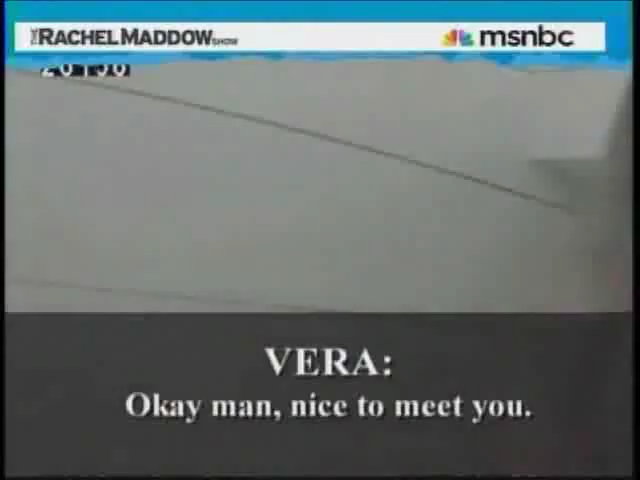 THE RACHEL MADDOW SHOW
msnbc
VERA:
Okay man, nice to meet you.